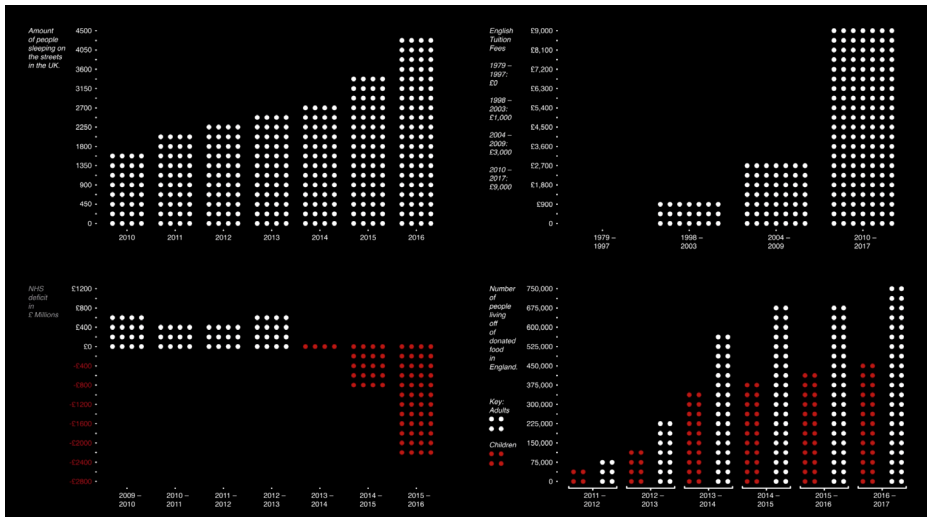 Amount
of people
sleeping on
the streets
in the UK.
4500
4050
3600
3150
2700
2250
1800
1350
900
450
0
2010 2011 2012 2013 2014 2015 2016
English
Tuition
Fees
1979 –
1997:
£0
1998 –
2003:
£1,000
2004 –
2009:
£3,000
2010 –
2017:
£9,000
£9,000
£8,100
£7,200
£6,300
£5,400
£4,500
£3,600
£2,700
£1,800
£900
0
1979 – 1998 – 2004 – 2010 –
1997 2003 2009 2017
NHS
deficit
in
£ Millions
£1200
£800
£400
£0
-£400
-£800
-£1200
-£1600
-£2000
-£2400
-£2800
2009 – 2010 – 2011 – 2012 – 2013 – 2014 – 2015 –
2010 2011 2012 2012 2014 2015 2016
Number
of
people
living
off
of
donated
food
in
England.
Key:
Adults
Children
750,000
675,000
600,000
525,000
450,000
375,000
300,000
225,000
150,000
75,000
0
2011 – 2012 – 2013 – 2014 – 2015 – 2016 –
2012 2013 2014 2015 2016 2017